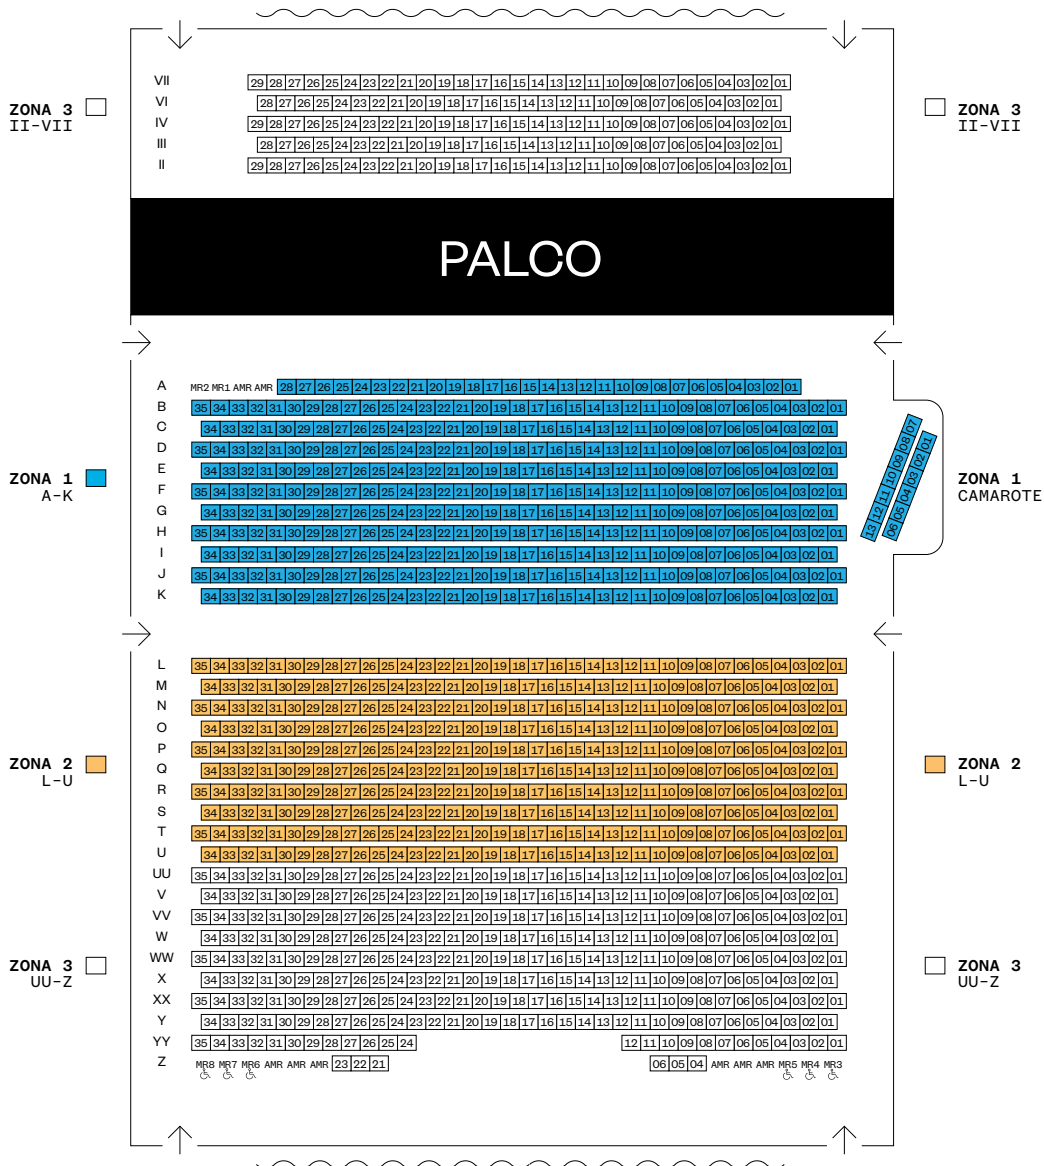 VII 29 28 27 26 25 24 23 22 21 20 19 18 17 16 15 14 13 12 11 10 09 08 07 06 05 04 03 02 01
VI 28 27 26 25 24 23 22 21 20 19 18 17 16 15 14 13 12 11 10 09 08 07 06 05 04 03 02 01
ZONA 3
II-VII
ZONA 3
II-VII
IV 29 28 27 26 25 24 23 22 21 20 19 18 17 16 15 14 13 12 11 10 09 08 07 06 05 04 03 02 01
III 28 27 26 25 24 23 22 21 20 19 18 17 16 15 14 13 12 11 10 09 08 07 06 05 04 03 02 01
II 29 28 27 26 25 24 23 22 21 20 19 18 17 16 15 14 13 12 11 10 09 08 07 06 05 04 03 02 01
PALCO
A MR2 MR1 AMR AMR 28 27 26 25 24 23 22 21 20 19 18 17 16 15 14 13 12 11 10 09 08 07 06 05 04 03 02 01
B 35 34 33 32 31 30 29 28 27 26 25 24 23 22 21 20 19 18 17 16 15 14 13 12 11 10 09 08 07 06 05 04 03 02 01
C 34 33 32 31 30 29 28 27 26 25 24 23 22 21 20 19 18 17 16 15 14 13 12 11 10 09 08 07 06 05 04 03 02 01
D 35 34 33 32 31 30 29 28 27 26 25 24 23 22 21 20 19 18 17 16 15 14 13 12 11 10 09 08 07 06 05 04 03 02 01
E 34 33 32 31 30 29 28 27 26 25 24 23 22 21 20 19 18 17 16 15 14 13 12 11 10 09 08 07 06 05 04 03 02 01
ZONA 1
A-K
F 35 34 33 32 31 30 29 28 27 26 25 24 23 22 21 20 19 18 17 16 15 14 13 12 11 10 09 08 07 06 05 04 03 02 01
G 34 33 32 31 30 29 28 27 26 25 24 23 22 21 20 19 18 17 16 15 14 13 12 11 10 09 08 07 06 05 04 03 02 01
H 35 34 33 32 31 30 29 28 27 26 25 24 23 22 21 20 19 18 17 16 15 14 13 12 11 10 09 08 07 06 05 04 03 02 01
I 34 33 32 31 30 29 28 27 26 25 24 23 22 21 20 19 18 17 16 15 14 13 12 11 10 09 08 07 06 05 04 03 02 01
J 35 34 33 32 31 30 29 28 27 26 25 24 23 22 21 20 19 18 17 16 15 14 13 12 11 10 09 08 07 06 05 04 03 02 01
K 34 33 32 31 30 29 28 27 26 25 24 23 22 21 20 19 18 17 16 15 14 13 12 11 10 09 08 07 06 05 04 03 02 01
13 12 11 10 09 08 07
06 05 04 03 02 01
ZONA 1
CAMAROTE
L 35 34 33 32 31 30 29 28 27 26 25 24 23 22 21 20 19 18 17 16 15 14 13 12 11 10 09 08 07 06 05 04 03 02 01
M 34 33 32 31 30 29 28 27 26 25 24 23 22 21 20 19 18 17 16 15 14 13 12 11 10 09 08 07 06 05 04 03 02 01
N 35 34 33 32 31 30 29 28 27 26 25 24 23 22 21 20 19 18 17 16 15 14 13 12 11 10 09 08 07 06 05 04 03 02 01
O 34 33 32 31 30 29 28 27 26 25 24 23 22 21 20 19 18 17 16 15 14 13 12 11 10 09 08 07 06 05 04 03 02 01
P 35 34 33 32 31 30 29 28 27 26 25 24 23 22 21 20 19 18 17 16 15 14 13 12 11 10 09 08 07 06 05 04 03 02 01
ZONA 2
L-U
ZONA 2
L-U
Q 34 33 32 31 30 29 28 27 26 25 24 23 22 21 20 19 18 17 16 15 14 13 12 11 10 09 08 07 06 05 04 03 02 01
R 35 34 33 32 31 30 29 28 27 26 25 24 23 22 21 20 19 18 17 16 15 14 13 12 11 10 09 08 07 06 05 04 03 02 01
S 34 33 32 31 30 29 28 27 26 25 24 23 22 21 20 19 18 17 16 15 14 13 12 11 10 09 08 07 06 05 04 03 02 01
T 35 34 33 32 31 30 29 28 27 26 25 24 23 22 21 20 19 18 17 16 15 14 13 12 11 10 09 08 07 06 05 04 03 02 01
U 34 33 32 31 30 29 28 27 26 25 24 23 22 21 20 19 18 17 16 15 14 13 12 11 10 09 08 07 06 05 04 03 02 01
UU 35 34 33 32 31 30 29 28 27 26 25 24 23 22 21 20 19 18 17 16 15 14 13 12 11 10 09 08 07 06 05 04 03 02 01
V 34 33 32 31 30 29 28 27 26 25 24 23 22 21 20 19 18 17 16 15 14 13 12 11 10 09 08 07 06 05 04 03 02 01
VV 35 34 33 32 31 30 29 28 27 26 25 24 23 22 21 20 19 18 17 16 15 14 13 12 11 10 09 08 07 06 05 04 03 02 01
W 34 33 32 31 30 29 28 27 26 25 24 23 22 21 20 19 18 17 16 15 14 13 12 11 10 09 08 07 06 05 04 03 02 01
WW 35 34 33 32 31 30 29 28 27 26 25 24 23 22 21 20 19 18 17 16 15 14 13 12 11 10 09 08 07 06 05 04 03 02 01
ZONA 3
UU-Z
ZONA 3
UU-Z
X 34 33 32 31 30 29 28 27 26 25 24 23 22 21 20 19 18 17 16 15 14 13 12 11 10 09 08 07 06 05 04 03 02 01
XX 35 34 33 32 31 30 29 28 27 26 25 24 23 22 21 20 19 18 17 16 15 14 13 12 11 10 09 08 07 06 05 04 03 02 01
Y 34 33 32 31 30 29 28 27 26 25 24 23 22 21 20 19 18 17 16 15 14 13 12 11 10 09 08 07 06 05 04 03 02 01
YY 35 34 33 32 31 30 29 28 27 26 25 24 12 11 10 09 08 07 06 05 04 03 02 01
Z MR8 MR7 MR6 AMR AMR AMR 23 22 21 06 05 04 AMR AMR AMR MR5 MR4 MR3